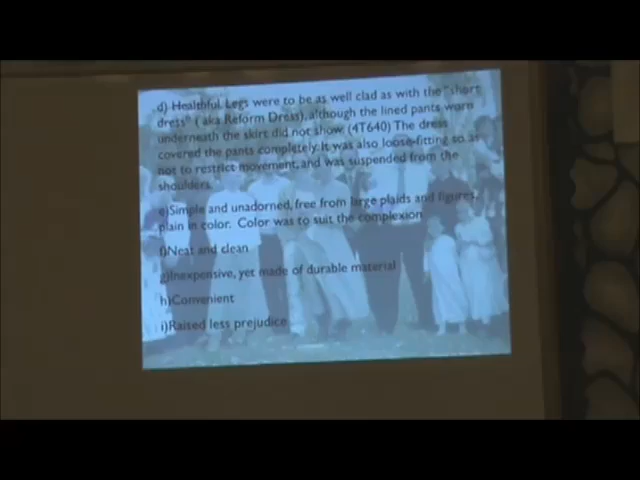 d) Healthful. Legs were to be as well clad as with the "short
dress" ( aka Reform Dress), although the lined pants worn
underneath the skirt did not show. (4T640) The dress
covered the pants completely. It was also loose-fitting so as
not to restrict movement, and was suspended from the
shoulders.
e)Simple and unadorned, free from large plaids and figures,
plain in color. Color was to suit the complexion
f)Neat and clean
g)Inexpensive, yet made of durable material
h)Convenient
i)Raised less prejudice